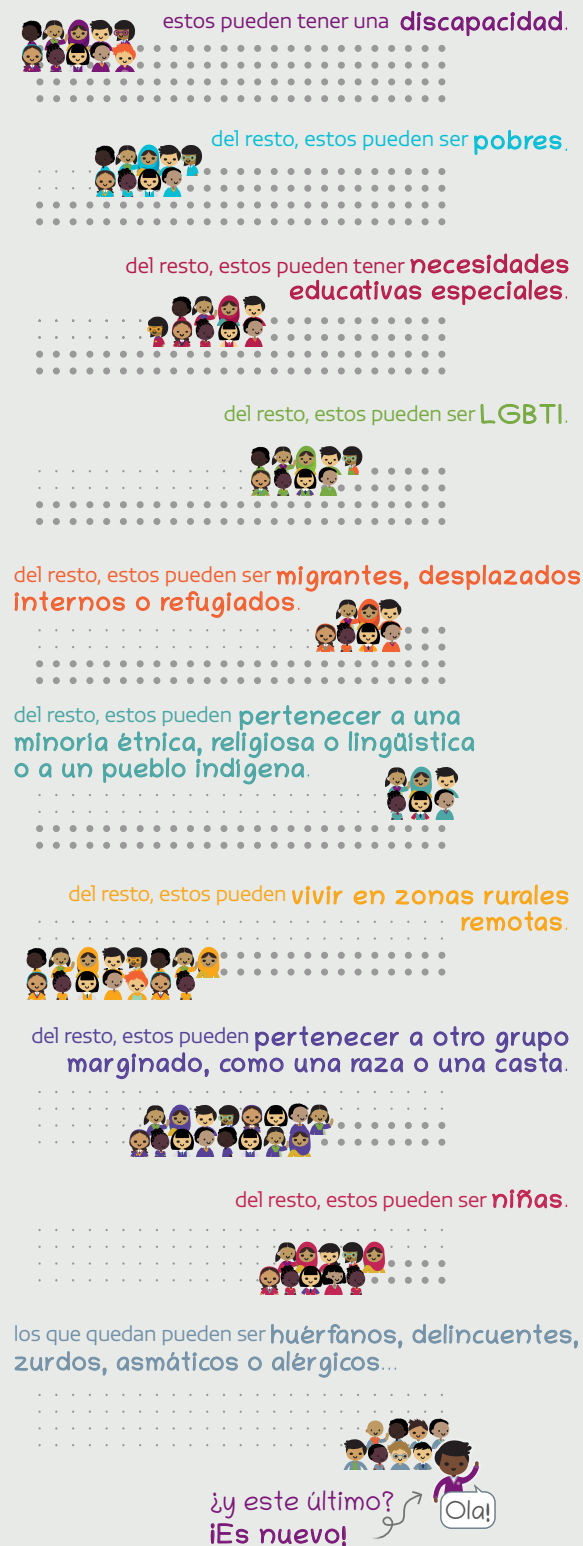 estos pueden tener una discapacidad.
del resto, estos pueden ser pobres.
del resto, estos pueden tener necesidades
educativas especiales.
del resto, estos pueden ser LGBTI.
del resto, estos pueden ser migrantes, desplazados
internos o refugiados.
del resto, estos pueden pertenecer a una
minoría étnica, religiosa o lingüística
o a un pueblo indígena.
del resto, estos pueden vivir en zonas rurales
remotas.
del resto, estos pueden pertenecer a otro grupo
marginado, como una raza o una casta.
del resto, estos pueden ser niñas.
los que quedan pueden ser huérfanos, delincuentes,
zurdos, asmáticos o alérgicos...
¿y este último?
¡Es nuevo!
Ola!